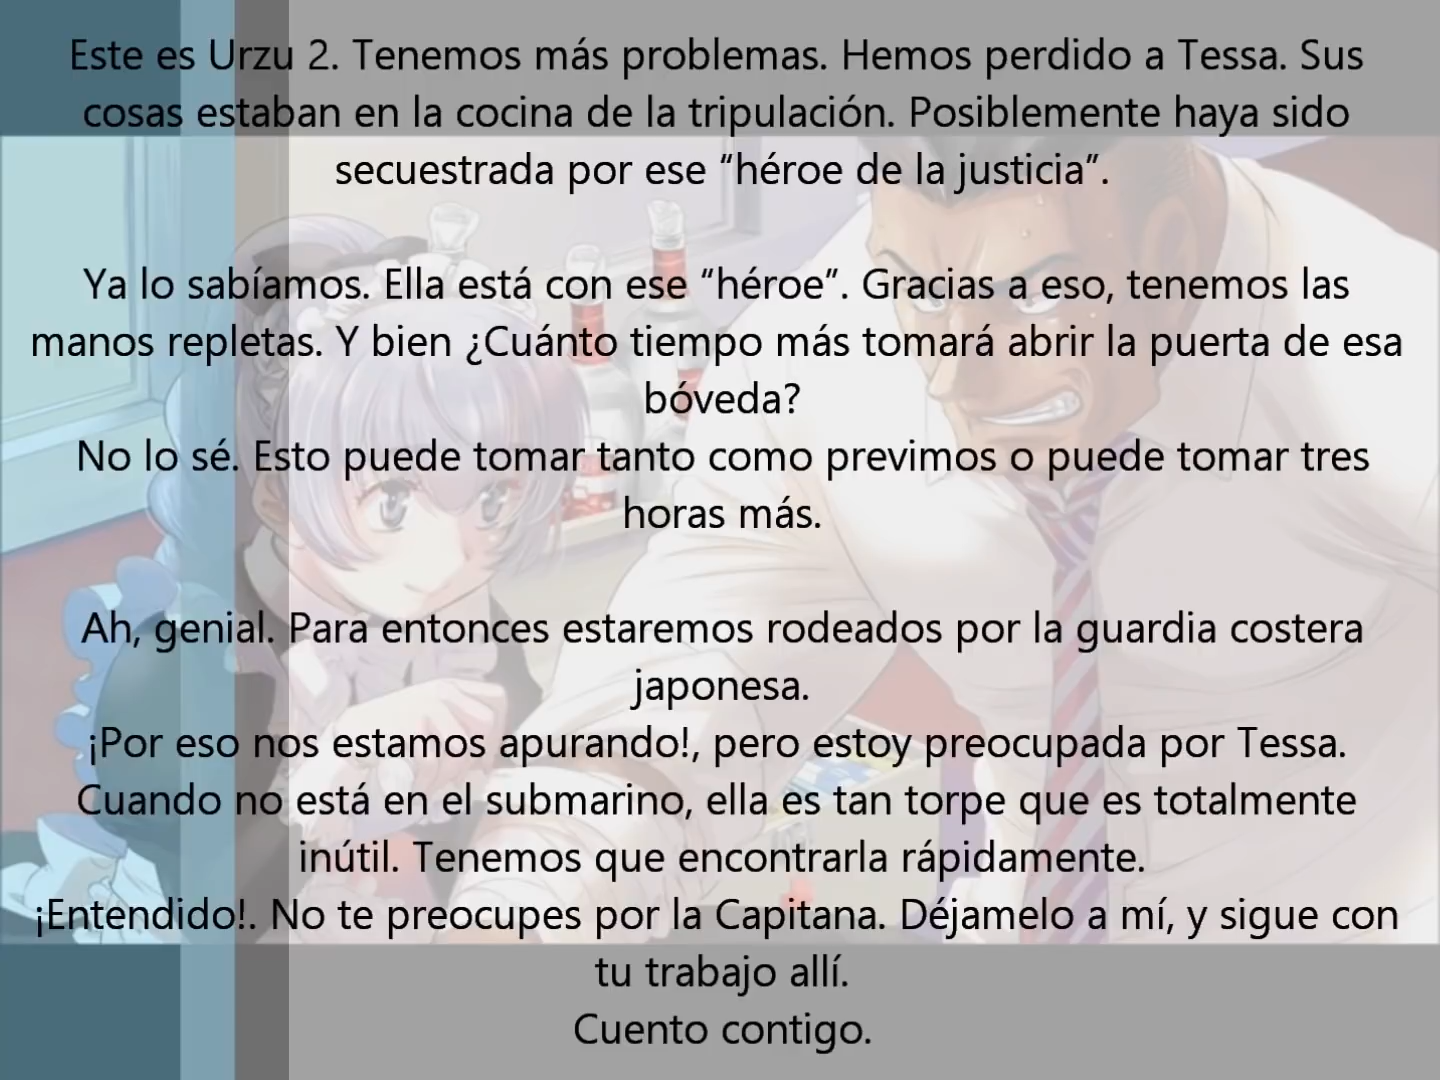 Este es Urzu 2. Tenemos más problemas. Hemos perdido a Tessa. Sus
cosas estaban en la cocina de la tripulación. Posiblemente haya sido
secuestrada por ese “héroe de la justicia”.
Ya lo sabíamos. Ella está con ese “héroe”. Gracias a eso, tenemos las
manos repletas. Y bien ¿Cuánto tiempo más tomará abrir la puerta de esa
bóveda?
No lo sé. Esto puede tomar tanto como previmos o puede tomar tres
horas más.
Ah, genial. Para entonces estaremos rodeados por la guardia costera
japonesa.
¡Por eso nos estamos apurando!, pero estoy preocupada por Tessa.
Cuando no está en el submarino, ella es tan torpe que es totalmente
inútil. Tenemos que encontrarla rápidamente.
¡Entendido!. No te preocupes por la Capitana. Déjamelo a mí, y sigue con
tu trabajo allí.
Cuento contigo.